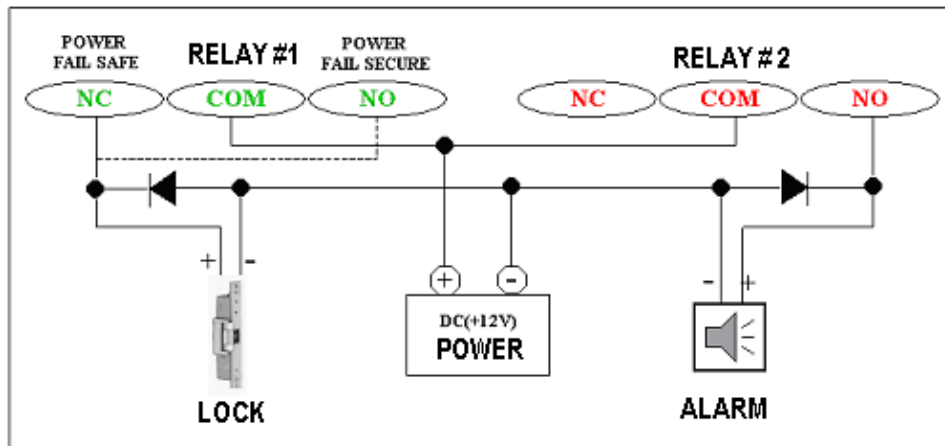 POWER
FAIL SAFE
RELAY #1
POWER
FAIL SECURE
RELAY # 2
NC
COM
NO
NC
COM
NO
+
-
+
-
-
+
DC(+12V)
POWER
LOCK
ALARM